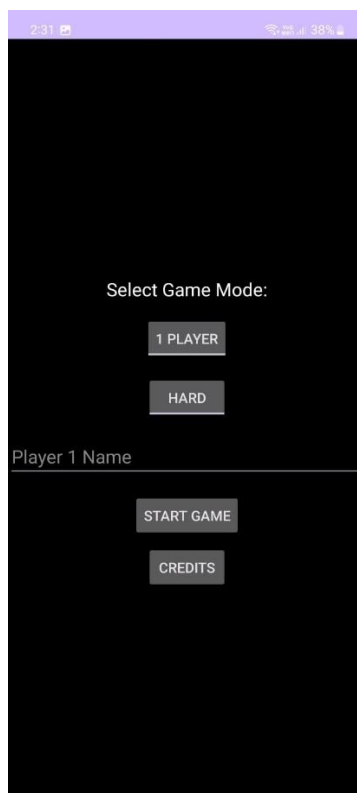 2:31 38%
Select Game Mode:
1 PLAYER
HARD
Player 1 Name
START GAME
CREDITS